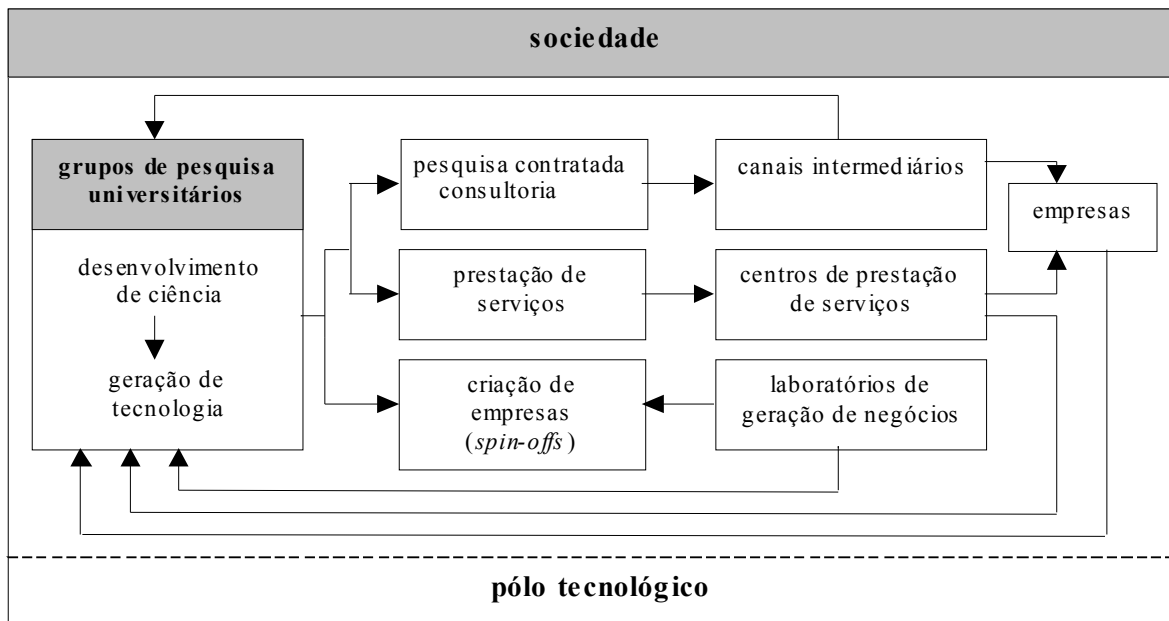 sociedade
grupos de pesquisa
universitários
desenvolvimento
de ciência
geração de
tecnologia
pesquisa contratada
consultoria
prestação de
serviços
criação de
empresas
(spin-offs)
canais intermediários
centros de prestação
de serviços
laboratórios de
geração de negócios
empresas
pólo tecnológico